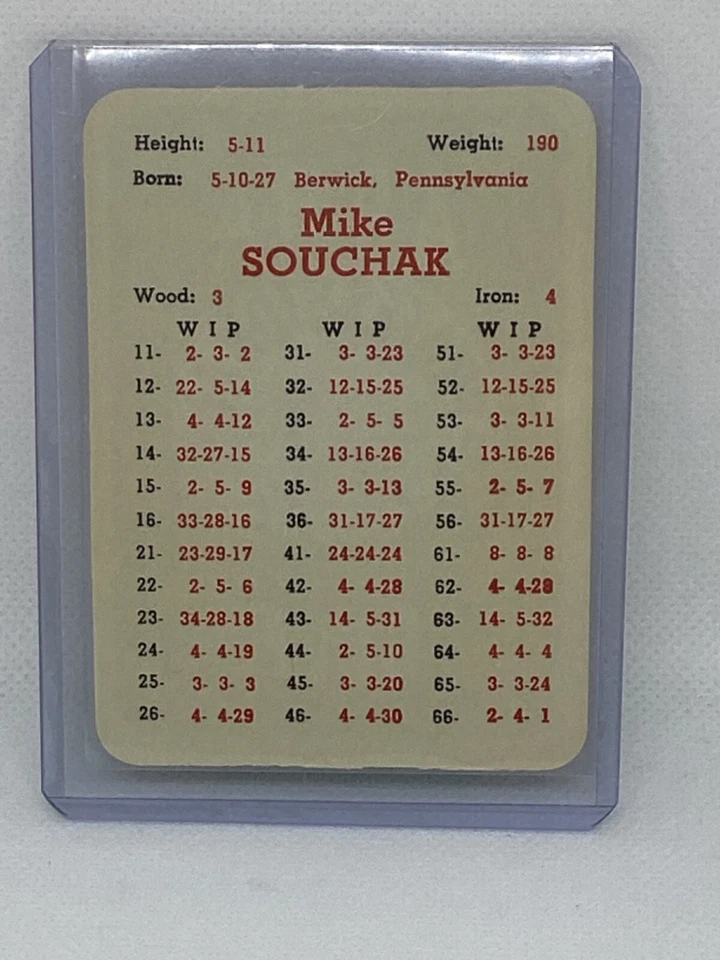 Height: 5-11 Weight: 190
Born: 5-10-27 Berwick, Pennsylvania
Mike
SOUCHAK
Wood: 3 Iron: 4
W I P W I P W I P
11- 2- 3- 2 31- 3- 3-23 51- 3- 3-23
12- 22- 5-14 32- 12-15-25 52- 12-15-25
13- 4- 4-12 33- 2- 5- 5 53- 3- 3-11
14- 32-27-15 34- 13-16-26 54- 13-16-26
15- 2- 5- 9 35- 3- 3-13 55- 2- 5- 7
16- 33-28-16 36- 31-17-27 56- 31-17-27
21- 23-29-17 41- 24-24-24 61- 8- 8- 8
22- 2- 5- 6 42- 4- 4-28 62- 4- 4-28
23- 34-28-18 43- 14- 5-31 63- 14- 5-32
24- 4- 4-19 44- 2- 5-10 64- 4- 4- 4
25- 3- 3- 3 45- 3- 3-20 65- 3- 3-24
26- 4- 4-29 46- 4- 4-30 66- 2- 4- 1